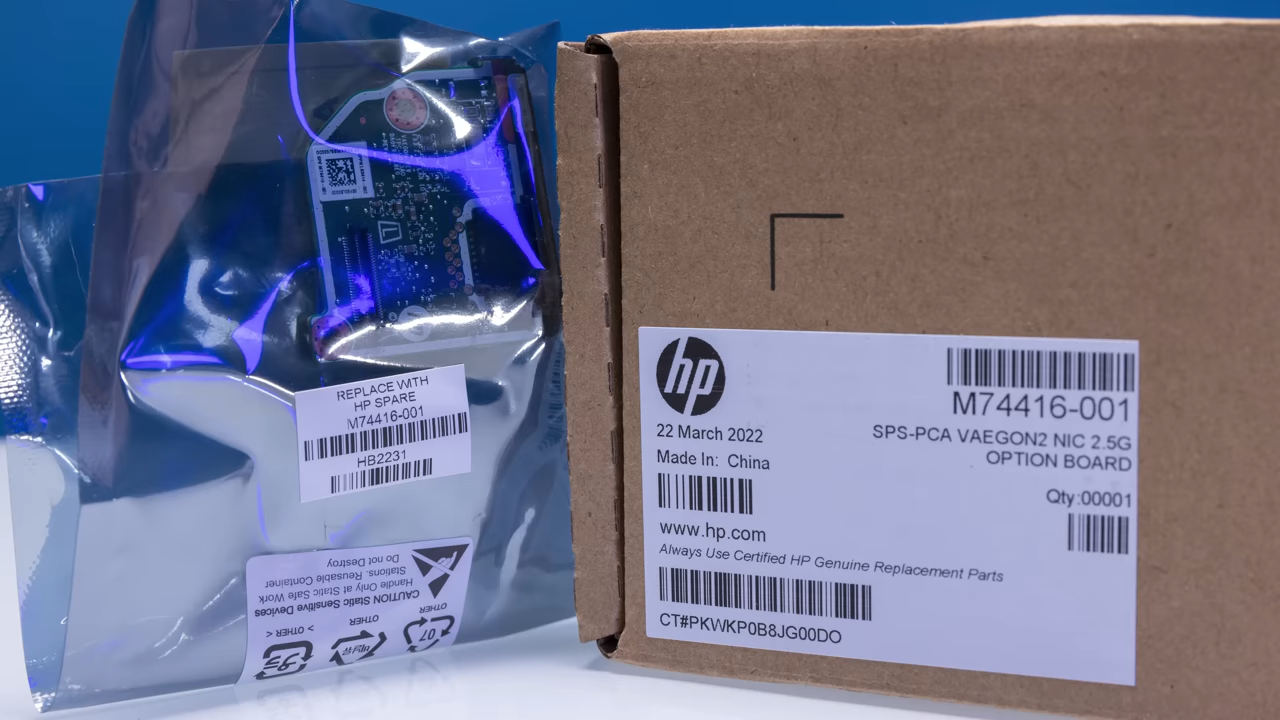 REPLACE WITH
HP SPARE
M74416-001
HB2231
CAUTION Static Sensitive Devices
Handle Only at Static Safe Work
Stations. Reusable Container
Do not Destroy
OTHER
07
OTHER
> OTHER <
hp
22 March 2022
Made In: China
www.hp.com
Always Use Certified HP Genuine Replacement Parts
CT#PKWKP0B8JG00DO
M74416-001
SPS-PCA VAEGON2 NIC 2.5G
OPTION BOARD
Qty:00001